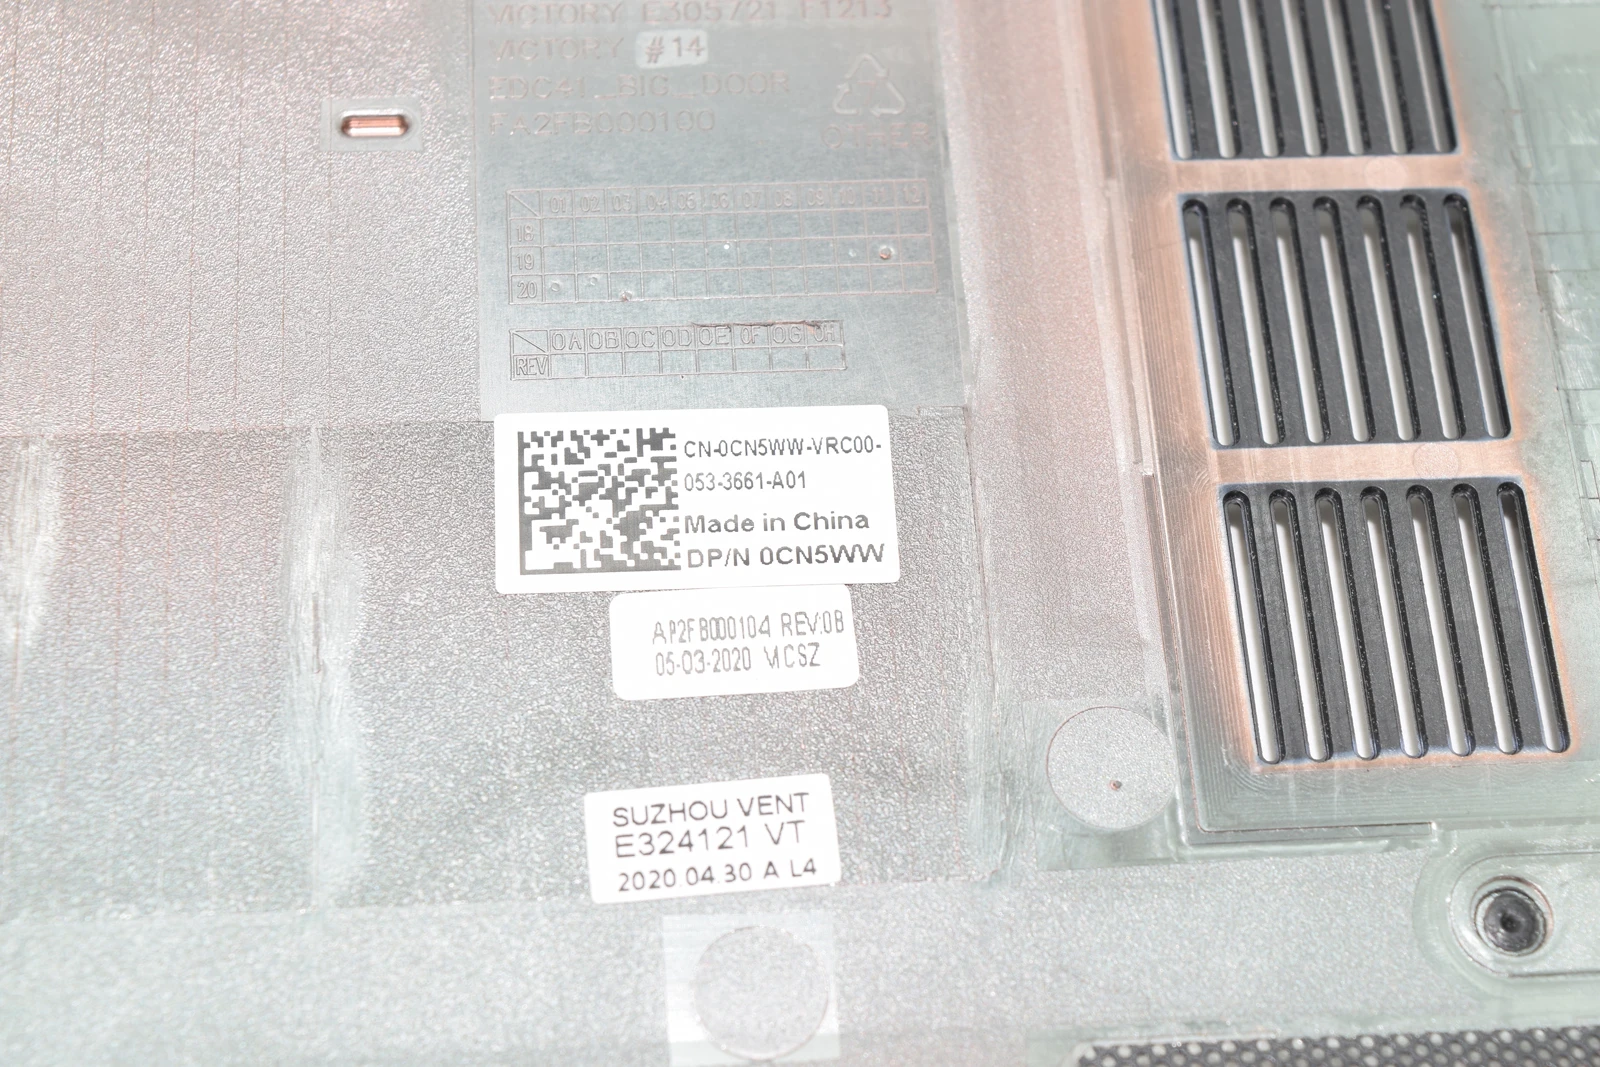 VICTORY E305721 F1213
VICTORY #14
EDC41_BIG_DOOR
FA2FB000100
OTHER
01 02 03 04 05 06 07 08 09 10 11 12
18
19
20
0A 0B 0C 0D 0E 0F 0G 0H
REV
CN-0CN5WW-VRC00-
053-3661-A01
Made in China
DP/N 0CN5WW
AP2FB000104 REV:0B
05-03-2020 MCSZ
SUZHOU VENT
E324121 VT
2020.04.30 A L4